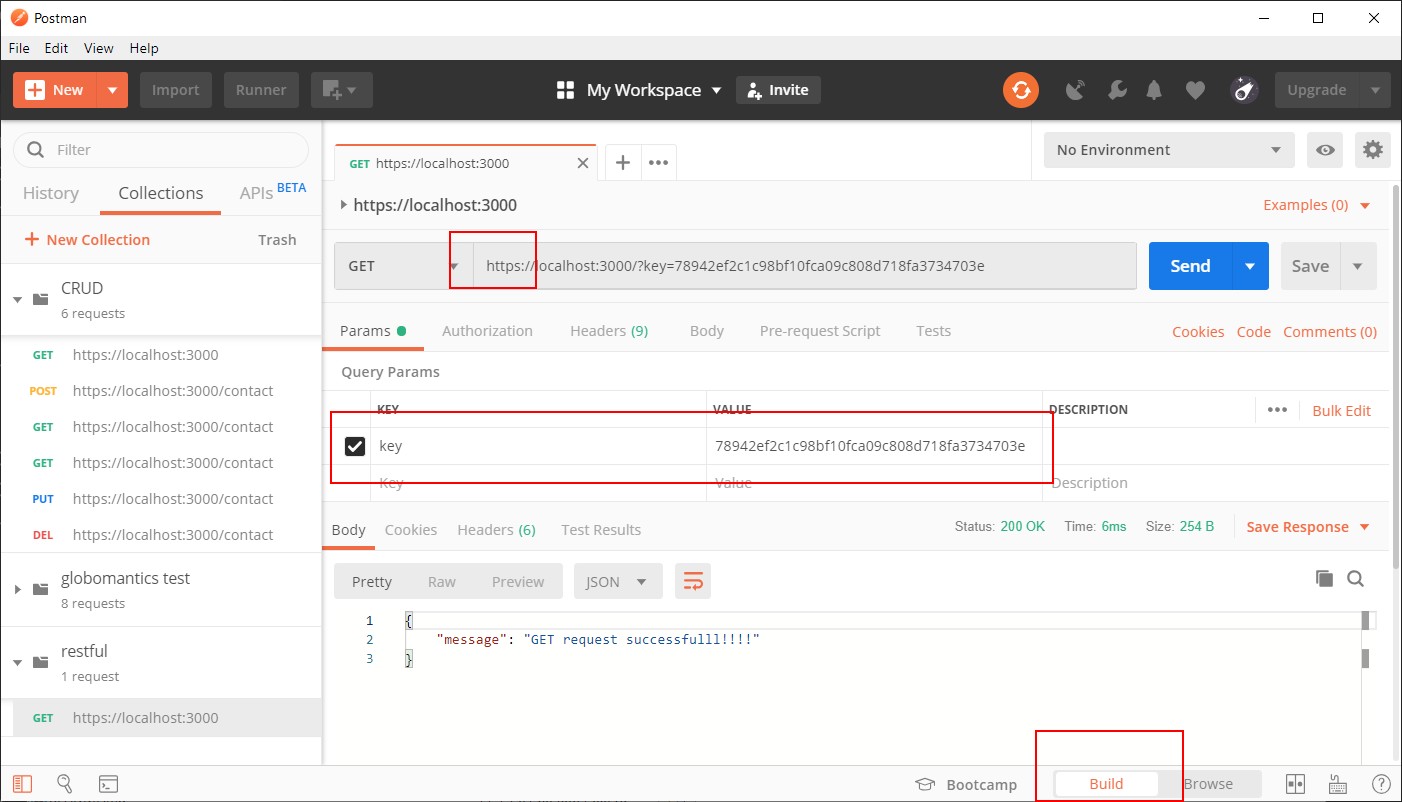 Postman
File Edit View Help
New Import Runner My Workspace Invite Upgrade
Filter
History Collections APIs BETA
New Collection Trash
CRUD
6 requests
GET https://localhost:3000
POST https://localhost:3000/contact
GET https://localhost:3000/contact
GET https://localhost:3000/contact
PUT https://localhost:3000/contact
DEL https://localhost:3000/contact
globomantics test
8 requests
restful
1 request
GET https://localhost:3000
GET https://localhost:3000
No Environment
https://localhost:3000
Examples (0)
GET https://localhost:3000/?key=78942ef2c1c98bf10fca09c808d718fa3734703e Send Save
Params Authorization Headers (9) Body Pre-request Script Tests Cookies Code Comments (0)
Query Params
KEY VALUE DESCRIPTION Bulk Edit
key 78942ef2c1c98bf10fca09c808d718fa3734703e
Key Value Description
Body Cookies Headers (6) Test Results Status: 200 OK Time: 6ms Size: 254 B Save Response
Pretty Raw Preview JSON
1 {
2 "message": "GET request successfulll!!!!"
3 }
Bootcamp Build Browse